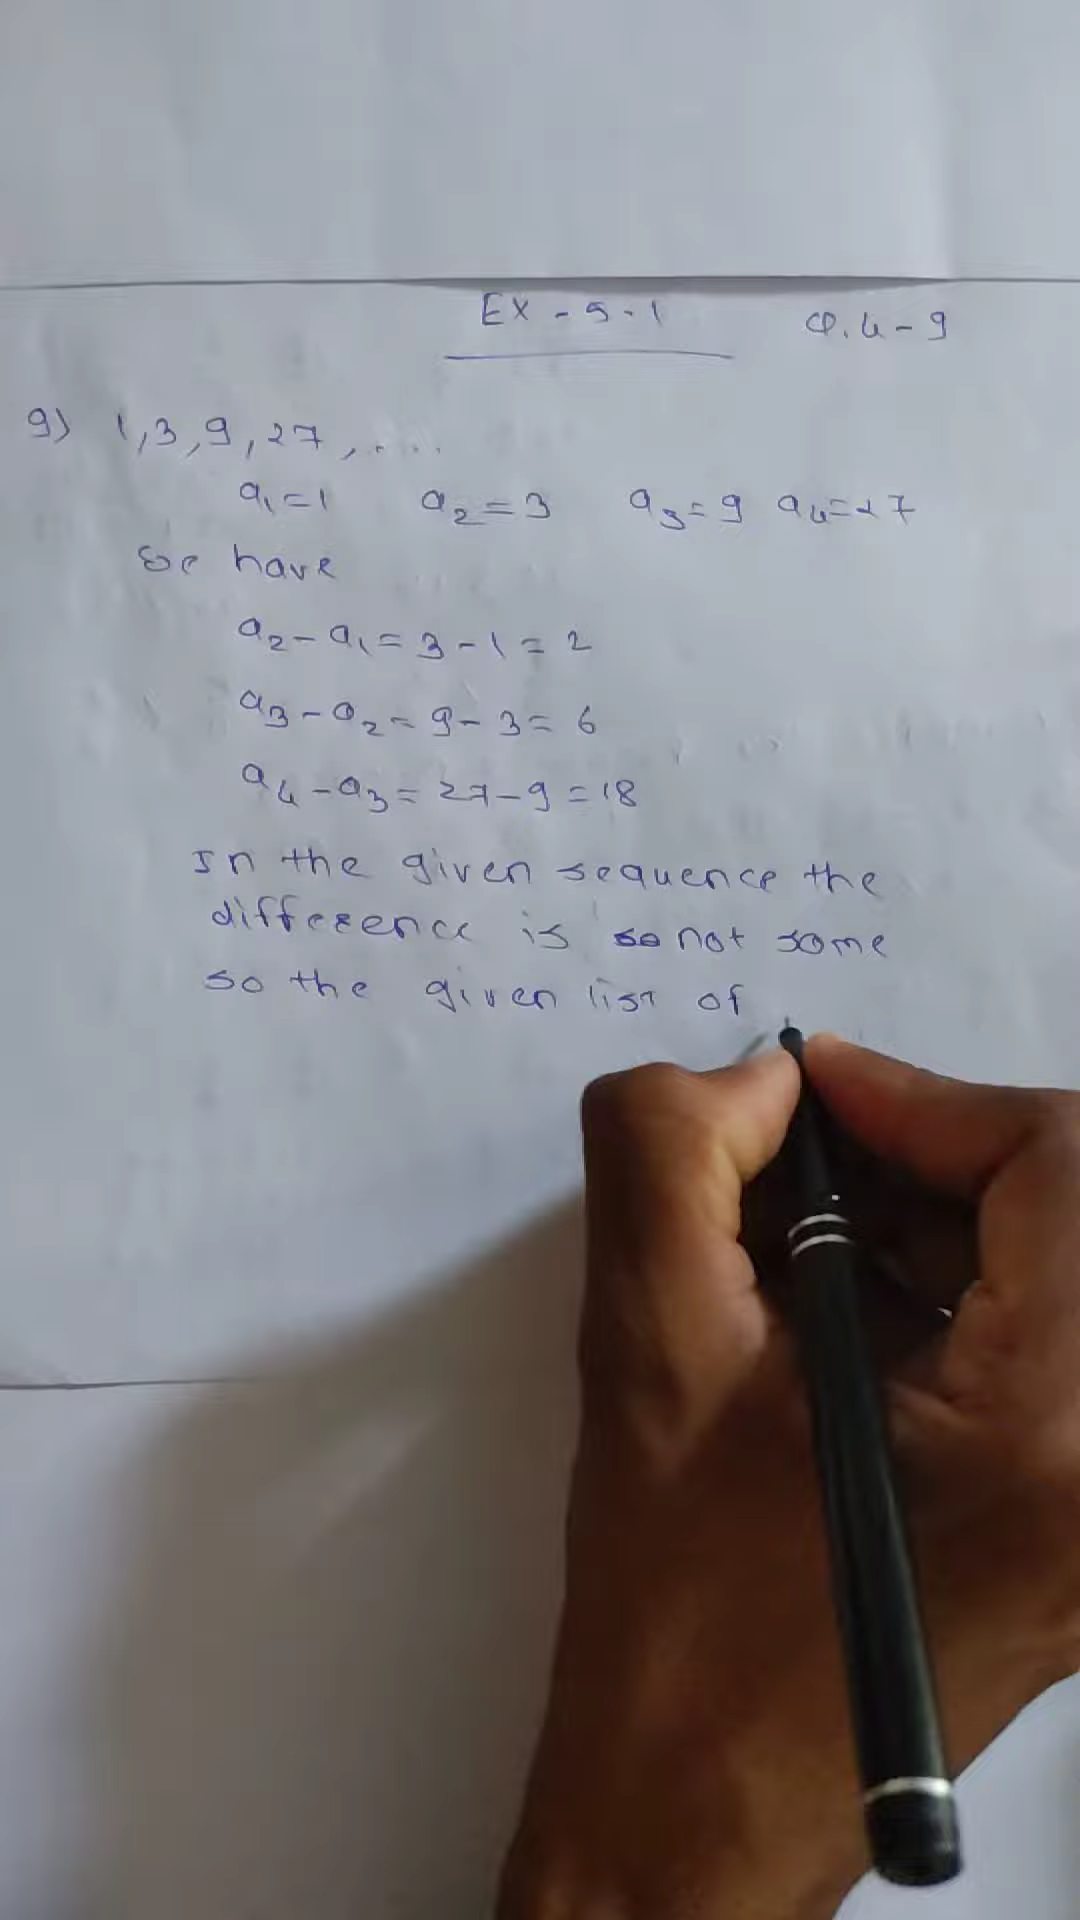 Ex - 5.1 Q.4-9
9) 1,3,9,27,....
a₁=1 a₂=3 a₃=9 a₄=27
we have
a₂-a₁=3-1=2
a₃-a₂=9-3=6
a₄-a₃=27-9=18
In the given sequence the
difference is so not same
so the given list of